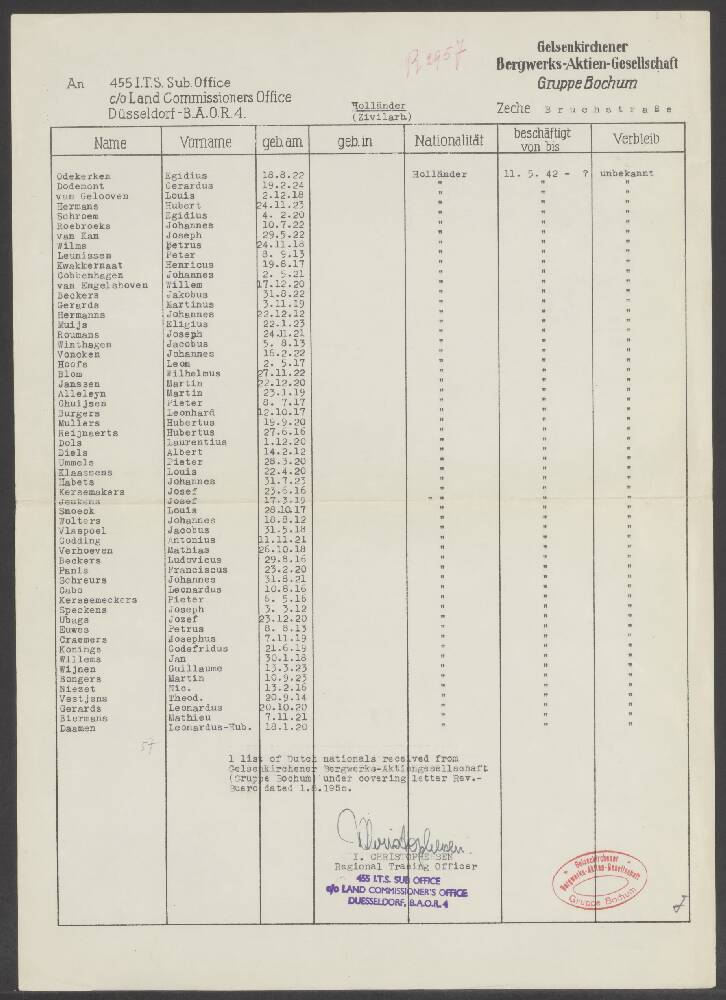 R 2957
Gelsenkirchener
Bergwerks-Aktien-Gesellschaft
Gruppe Bochum
An 455 I.T.S. Sub. Office
c/o Land Commissioners Office
Düsseldorf-B.A.O.R. 4.
Holländer
(Zivilarb.)
Zeche Bruchstraße
Name Vorname geb. am geb. in Nationalität beschäftigt von bis Verbleib
Odekerken Egidius 18.8.22 Holländer 11. 5. 42 - ? unbekannt
Dodemont Gerardus 19.2.24 " " "
van Gelooven Louis 2.12.18 " " "
Hermans Hubert 24.11.23 " " "
Schroem Egidius 4. 2.20 " " "
Roebroeks Johannes 10.7.22 " " "
van Kan Joseph 29.5.22 " " "
Wilms Petrus 24.11.18 " " "
Leunissen Peter 8. 9.13 " " "
Kwakkernaat Henricus 19.8.17 " " "
Cobbenhagen Johannes 2. 5.21 " " "
van Engelshoven Willem 17.12.20 " " "
Beckers Jakobus 31.8.22 " " "
Gerards Martinus 3.11.19 " " "
Hermanns Johannes 22.12.12 " " "
Muijs Eligius 22.1.23 " " "
Roumans Joseph 24.11.21 " " "
Winthagen Jacobus 5. 8.13 " " "
Voncken Johannes 16.2.22 " " "
Hoofs Leon 2. 5.17 " " "
Blom Wilhelmus 27.11.22 " " "
Janssen Martin 22.12.20 " " "
Alleleyn Martin 23.1.19 " " "
Ghuijsen Pieter 8. 7.17 " " "
Burgers Leonhard 12.10.17 " " "
Mullers Hubertus 19.9.20 " " "
Reijnaerts Hubertus 27.6.16 " " "
Dols Laurentius 1.12.20 " " "
Diels Albert 14.2.12 " " "
Ummels Pieter 28.3.20 " " "
Klaassens Louis 22.4.20 " " "
Habets Johannes 31.7.23 " " "
Kersemakers Josef 23.6.16 " " "
Josef 17.3.19 " " "
Smoeck Louis 28.10.17 " " "
Wolters Johannes 18.8.12 " " "
Vlaspoel Jacobus 31.5.18 " " "
Godding Antonius 11.11.21 " " "
Verhoeven Mathias 26.10.18 " " "
Beckers Ludovicus 29.8.16 " " "
Panis Franciscus 23.2.20 " " "
Schreurs Johannes 31.8.21 " " "
Cabo Leonardus 10.8.16 " " "
Kerseemeckers Pieter 6. 5.16 " " "
Speckens Joseph 3. 3.12 " " "
Ubags Jozef 23.12.20 " " "
Euwes Petrus 8. 8.13 " " "
Craemers Josephus 7.11.19 " " "
Konings Godefridus 21.6.19 " " "
Willems Jan 30.1.18 " " "
Wijnen Guillaume 13.3.23 " " "
Bongers Martin 10.9.23 " " "
Niezet Nic. 13.2.16 " " "
Vestjens Theod. 20.9.14 " " "
Gerards Leonardus 20.10.20 " " "
Biermans Mathieu 7.11.21 " " "
Daamen Leonardus-Hub. 18.1.20 " " "
57
1 list of Dutch nationals received from
Gelsenkirchener Bergwerks-Aktiengesellschaft
(Gruppe Bochum) under covering letter Rev.-
Buero dated 1.8.1950.
I. CHRISTOPHERSEN
Regional Tracing Officer
455 I.T.S. SUB OFFICE
c/o LAND COMMISSIONER'S OFFICE
DUESSELDORF, B.A.O.R. 4
Gelsenkirchener
Bergwerks-Aktien-Gesellschaft
Gruppe Bochum